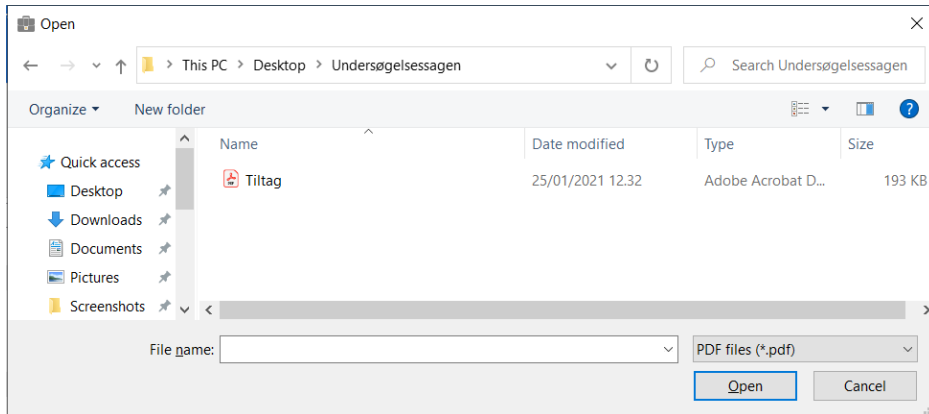 Open
This PC > Desktop > Undersøgelsessagen
Search Undersøgelsessagen
Organize
New folder
Name
Date modified
Type
Size
Quick access
Desktop
Downloads
Documents
Pictures
Screenshots
Tiltag
25/01/2021 12.32
Adobe Acrobat D...
193 KB
File name:
PDF files (*.pdf)
Open
Cancel